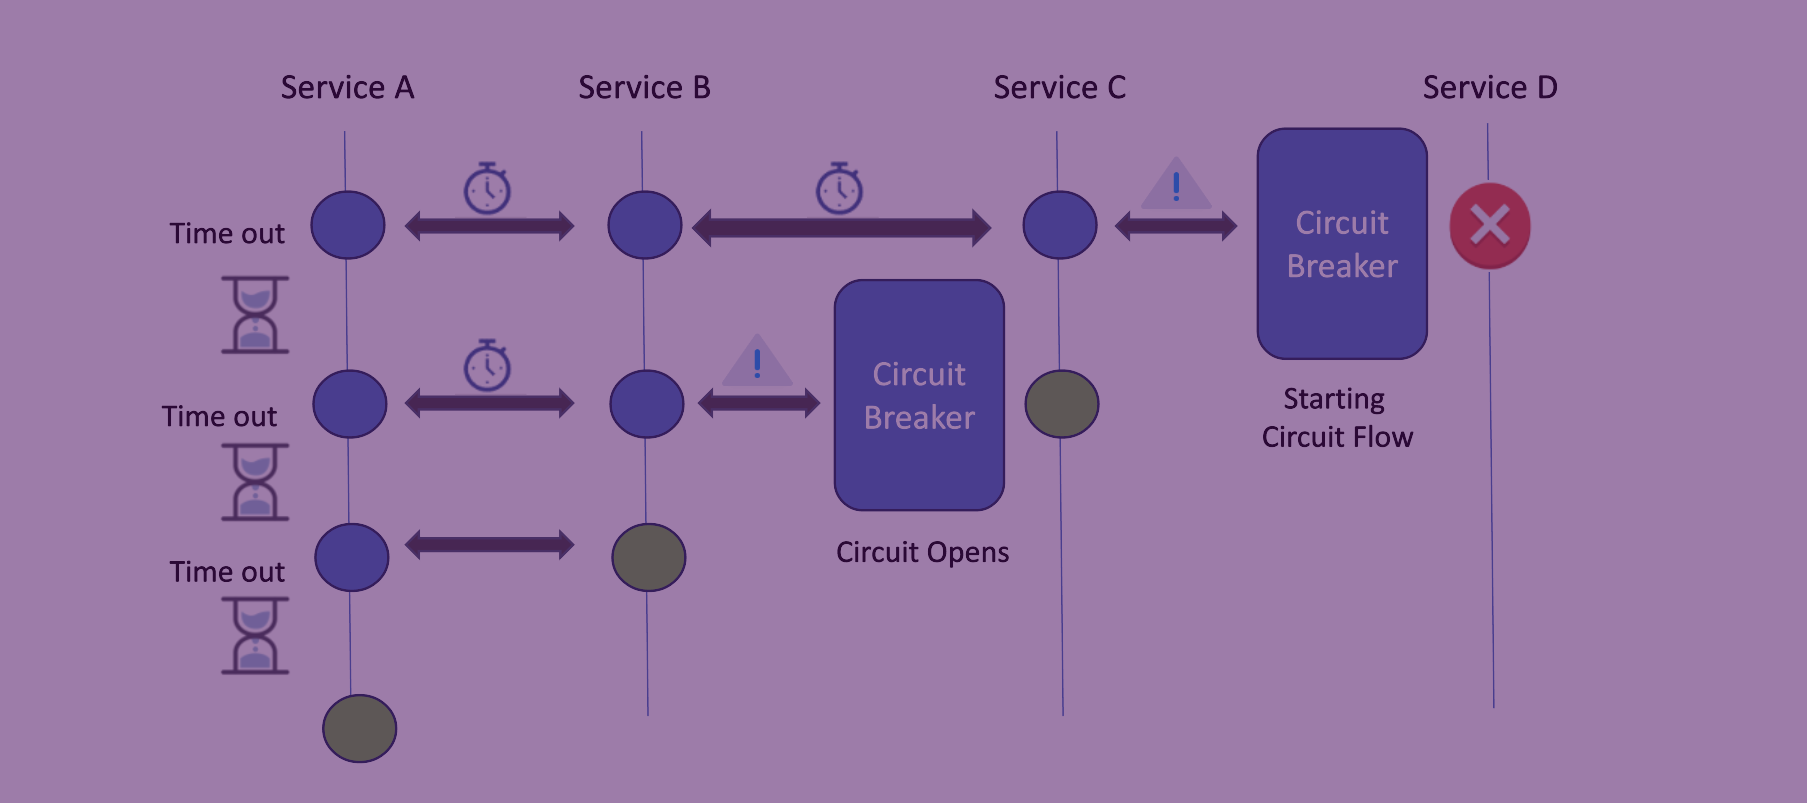 Service A
Service B
Service C
Service D
Time out
!
Circuit
Breaker
Time out
!
Circuit
Breaker
Starting
Circuit Flow
Circuit Opens
Time out